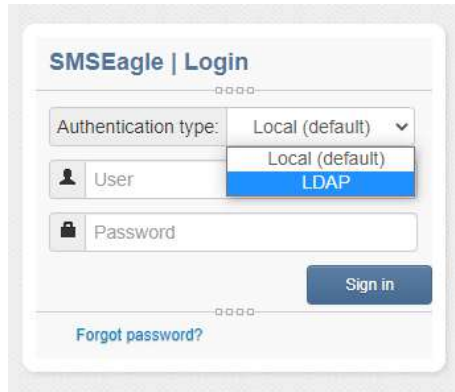 SMSEagle | Login
Authentication type: Local (default)
Local (default)
LDAP
User
Password
Sign in
Forgot password?